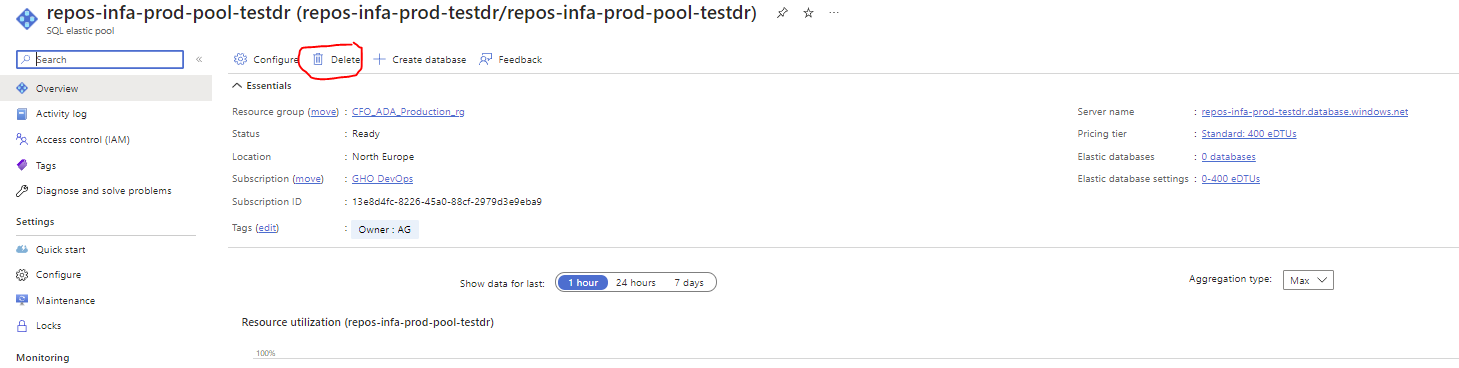 repos-infa-prod-pool-testdr (repos-infa-prod-testdr/repos-infa-prod-pool-testdr)
SQL elastic pool
Search
Configure Delete Create database Feedback
Essentials
Overview
Activity log
Access control (IAM)
Tags
Diagnose and solve problems
Settings
Quick start
Configure
Maintenance
Locks
Monitoring
Resource group (move) : CFO_ADA_Production_rg
Status : Ready
Location : North Europe
Subscription (move) : GHO DevOps
Subscription ID : 13e8d4fc-8226-45a0-88cf-2979d3e9eba9
Tags (edit) : Owner : AG
Server name : repos-infa-prod-testdr.database.windows.net
Pricing tier : Standard: 400 eDTUs
Elastic databases : 0 databases
Elastic database settings : 0-400 eDTUs
Show data for last: 1 hour 24 hours 7 days
Aggregation type: Max
Resource utilization (repos-infa-prod-pool-testdr)
100%